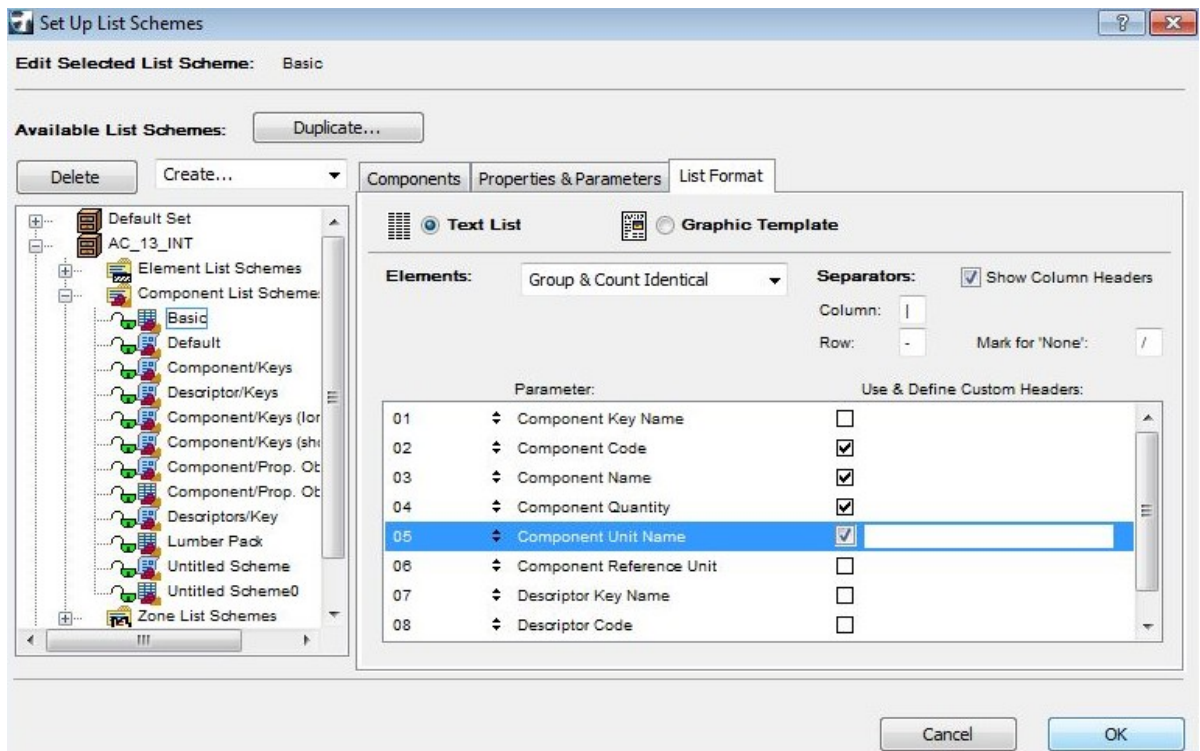 Set Up List Schemes
Edit Selected List Scheme: Basic
Available List Schemes: Duplicate...
Delete Create...
Components Properties & Parameters List Format
Default Set
AC_13_INT
Element List Schemes
Component List Scheme
Basic
Default
Component/Keys
Descriptor/Keys
Component/Keys (lor
Component/Keys (sh
Component/Prop. Ob
Component/Prop. Ob
Descriptors/Key
Lumber Pack
Untitled Scheme
Untitled Scheme0
Zone List Schemes
Text List Graphic Template
Elements: Group & Count Identical Separators: Show Column Headers
Column: |
Row: - Mark for 'None': /
Parameter: Use & Define Custom Headers:
01 Component Key Name
02 Component Code
03 Component Name
04 Component Quantity
05 Component Unit Name
06 Component Reference Unit
07 Descriptor Key Name
08 Descriptor Code
Cancel OK